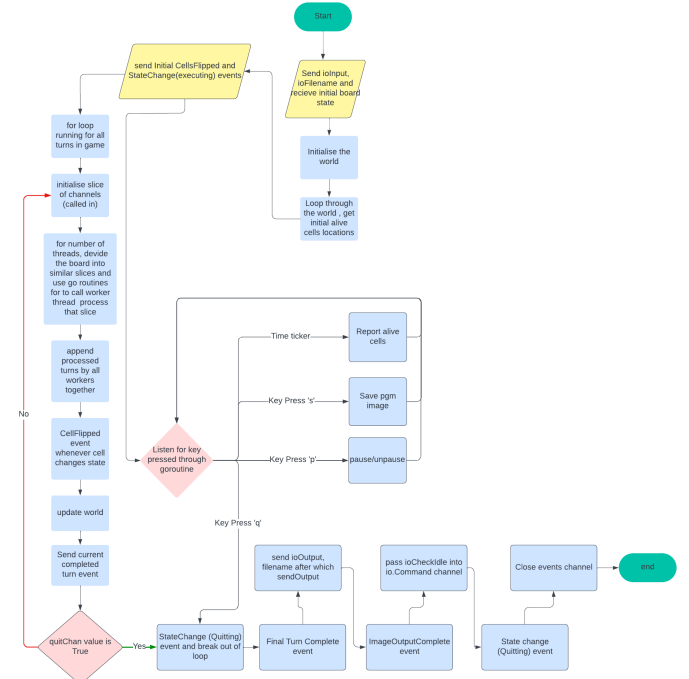 Start
send Initial CellsFlipped and
StateChange(executing) events
Send ioInput,
ioFilename and
recieve initial board
state
for loop
running for all
turns in game
Initialise the
world
initialise slice
of channels
(called in)
Loop through
the world , get
initial alive
cells locations
for number of
threads, devide
the board into
similar slices and
use go routines
for to call worker
thread process
that slice
Time ticker
Report alive
cells
append
processed
turns by all
workers
together
Key Press 's'
Save pgm
image
No
CellFlipped
event
whenever cell
changes state
Listen for key
pressed through
goroutine
Key Press 'p'
pause/unpause
update world
Key Press 'q'
Send current
completed
turn event
send ioOutput,
filename after which
sendOutput
pass ioCheckIdle into
io.Command channel
Close events channel
end
quitChan value is
True
Yes
StateChange (Quitting)
event and break out of
loop
Final Turn Complete
event
ImageOutputComplete
event
State change
(Quitting) event